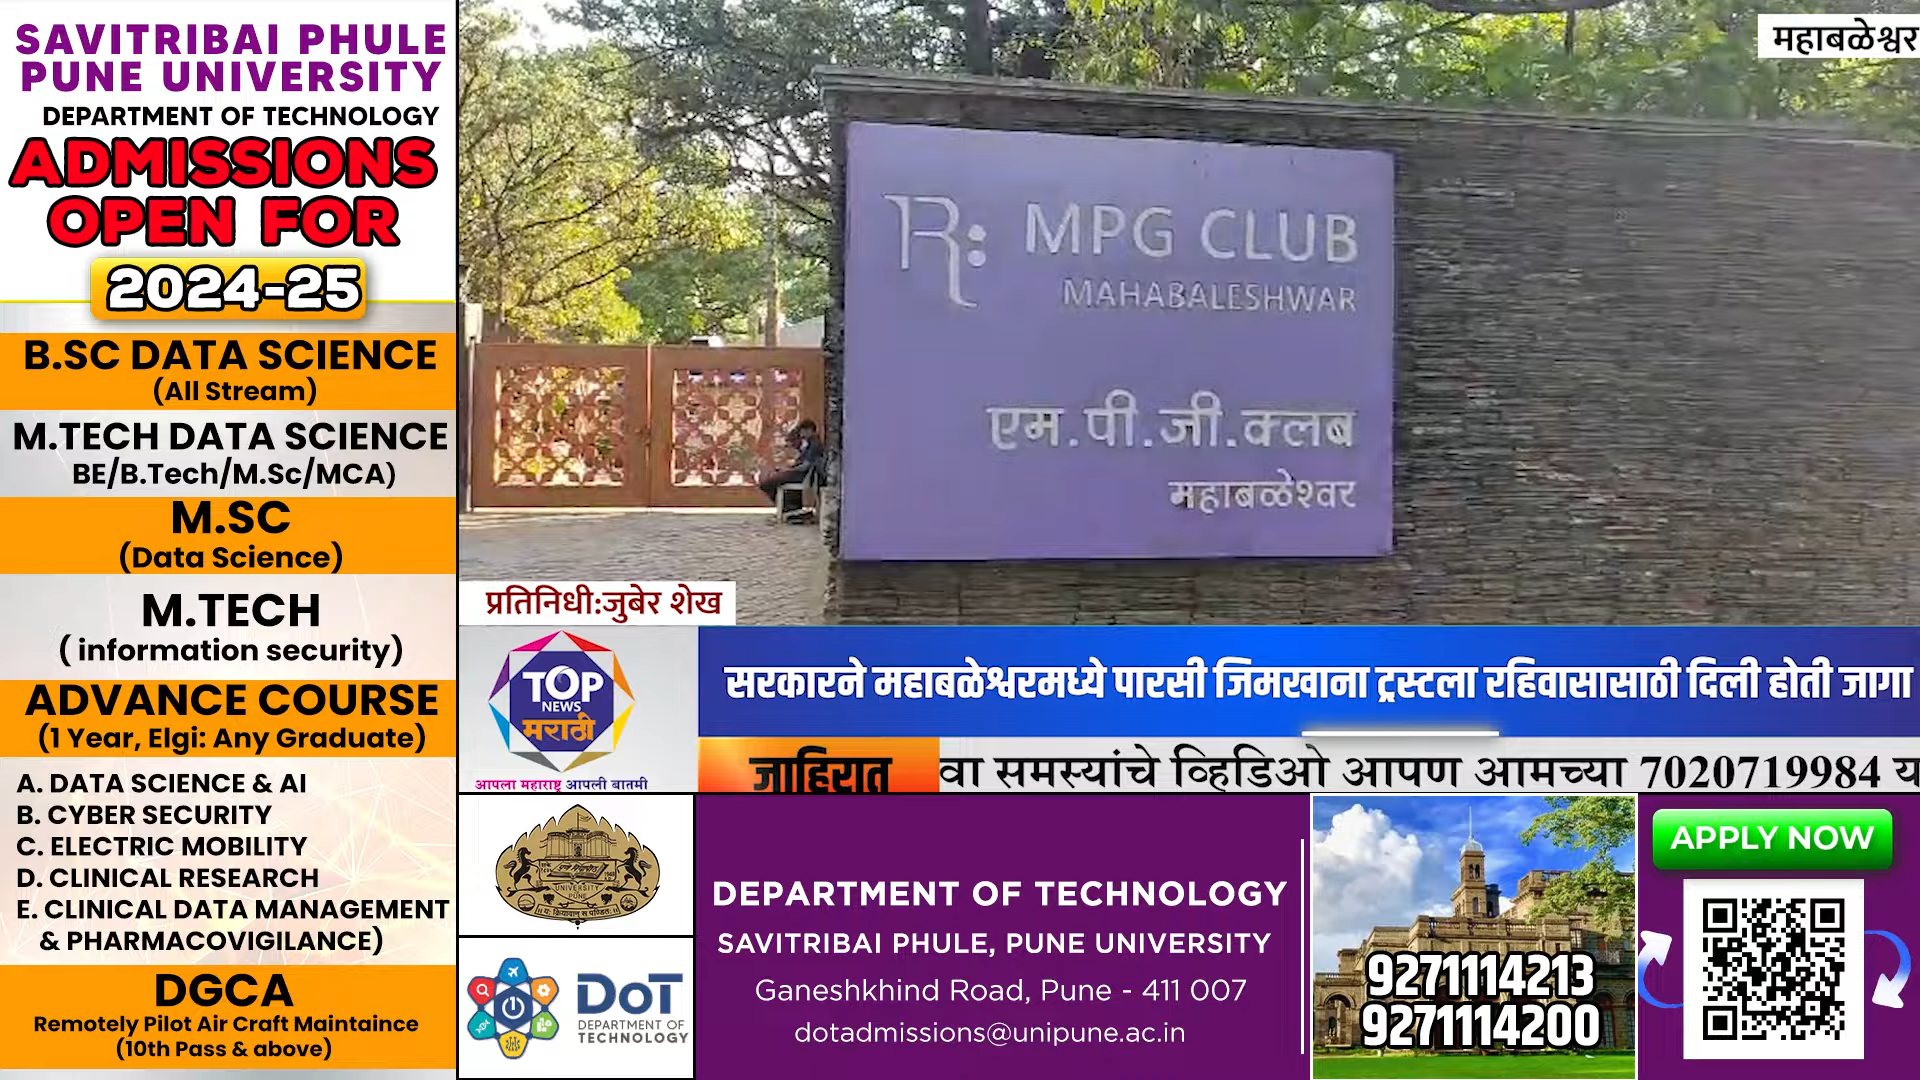 SAVITRIBAI PHULE
PUNE UNIVERSITY
DEPARTMENT OF TECHNOLOGY
ADMISSIONS
OPEN FOR
2024-25
B.SC DATA SCIENCE
(All Stream)
M.TECH DATA SCIENCE
BE/B.Tech/M.Sc/MCA)
M.SC
(Data Science)
M.TECH
( information security)
ADVANCE COURSE
(1 Year, Elgi: Any Graduate)
A. DATA SCIENCE & AI
B. CYBER SECURITY
C. ELECTRIC MOBILITY
D. CLINICAL RESEARCH
E. CLINICAL DATA MANAGEMENT
& PHARMACOVIGILANCE)
DGCA
Remotely Pilot Air Craft Maintaince
(10th Pass & above)
महाबळेश्वर
R: MPG CLUB
MAHABALESHWAR
एम.पी.जी.क्लब
महाबळेश्वर
प्रतिनिधी:जुबेर शेख
TOP
NEWS
मराठी
आपला महाराष्ट्र आपली बातमी
सरकारने महाबळेश्वरमध्ये पारसी जिमखाना ट्रस्टला रहिवासासाठी दिली होती जागा
जाहिरात
वा समस्यांचे व्हिडिओ आपण आमच्या 7020719984 य
UNIVERSITY
OF
PUNE
DoT
DEPARTMENT OF
TECHNOLOGY
DEPARTMENT OF TECHNOLOGY
SAVITRIBAI PHULE, PUNE UNIVERSITY
Ganeshkhind Road, Pune - 411 007
dotadmissions@unipune.ac.in
9271114213
9271114200
APPLY NOW